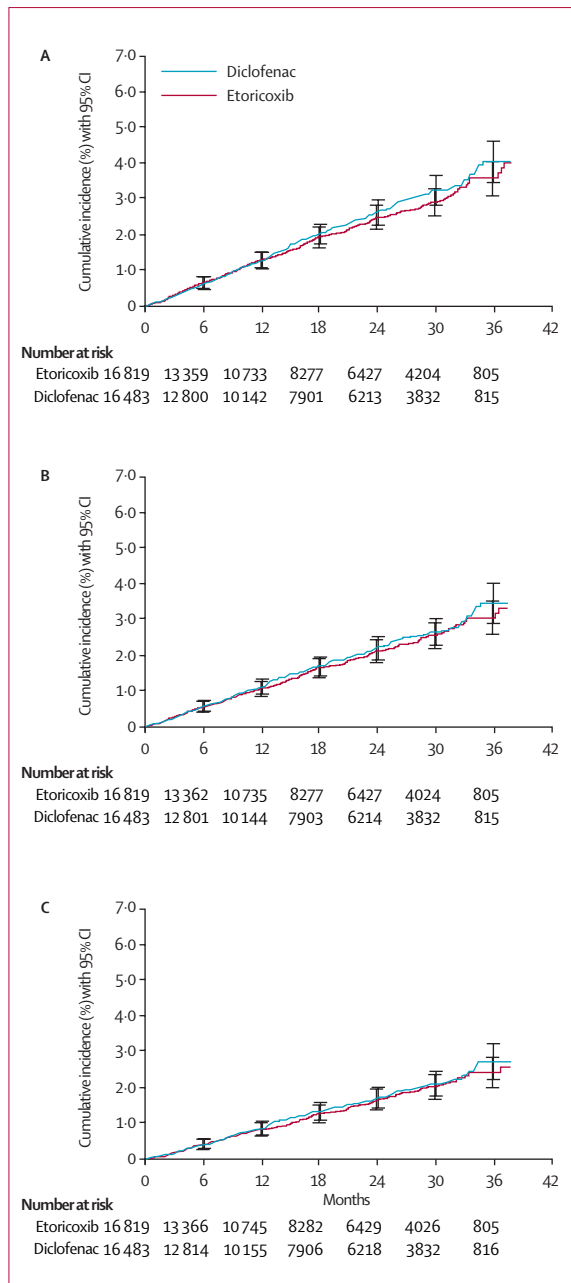 A
Cumulative incidence (%) with 95% CI
7·0
6·0
5·0
4·0
3·0
2·0
1·0
0
Diclofenac
Etoricoxib
0 6 12 18 24 30 36 42
Number at risk
Etoricoxib 16 819 13 359 10 733 8277 6427 4204 805
Diclofenac 16 483 12 800 10 142 7901 6213 3832 815
B
Cumulative incidence (%) with 95% CI
7·0
6·0
5·0
4·0
3·0
2·0
1·0
0
0 6 12 18 24 30 36 42
Number at risk
Etoricoxib 16 819 13 362 10 735 8277 6427 4024 805
Diclofenac 16 483 12 801 10 144 7903 6214 3832 815
C
Cumulative incidence (%) with 95% CI
7·0
6·0
5·0
4·0
3·0
2·0
1·0
0
0 6 12 18 24 30 36 42
Months
Number at risk
Etoricoxib 16 819 13 366 10 745 8282 6429 4026 805
Diclofenac 16 483 12 814 10 155 7906 6218 3832 816